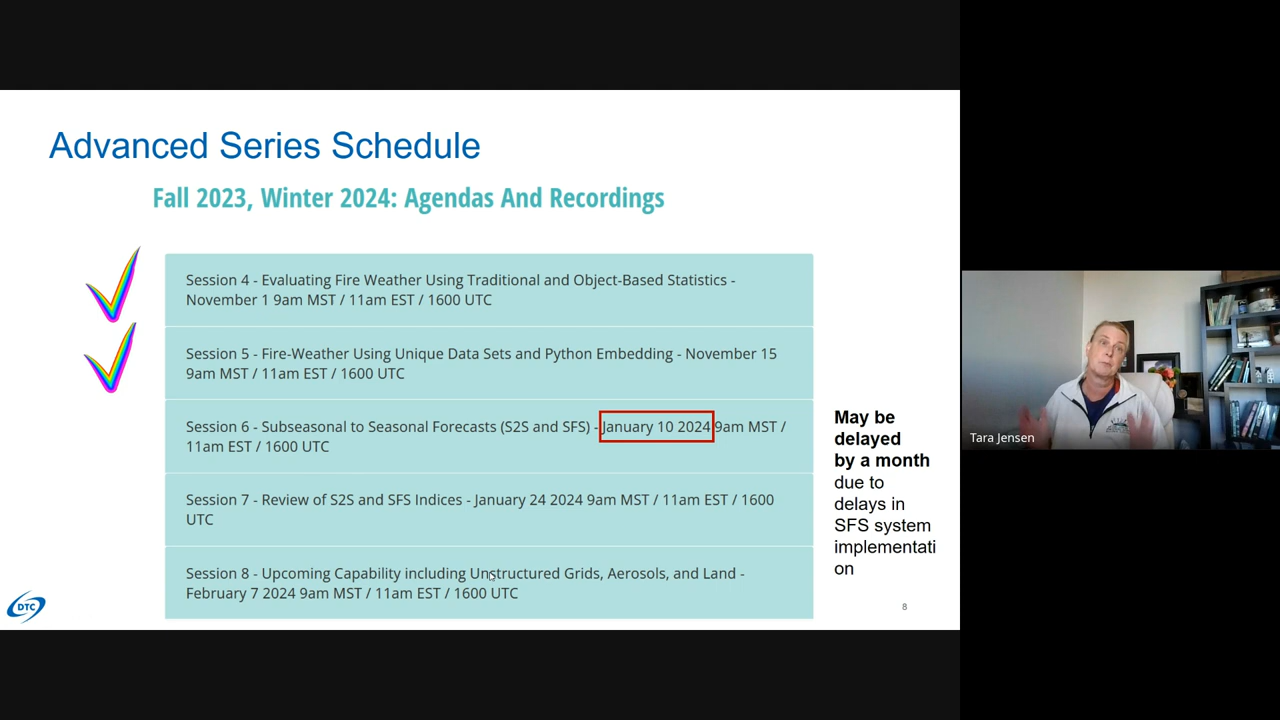 Advanced Series Schedule
Fall 2023, Winter 2024: Agendas And Recordings
Session 4 - Evaluating Fire Weather Using Traditional and Object-Based Statistics -
November 1 9am MST / 11am EST / 1600 UTC
Session 5 - Fire-Weather Using Unique Data Sets and Python Embedding - November 15
9am MST / 11am EST / 1600 UTC
Session 6 - Subseasonal to Seasonal Forecasts (S2S and SFS) - January 10 2024 9am MST /
11am EST / 1600 UTC
Session 7 - Review of S2S and SFS Indices - January 24 2024 9am MST / 11am EST / 1600
UTC
Session 8 - Upcoming Capability including Unstructured Grids, Aerosols, and Land -
February 7 2024 9am MST / 11am EST / 1600 UTC
May be
delayed
by a month
due to
delays in
SFS system
implementati
on
DTC
8
Tara Jensen